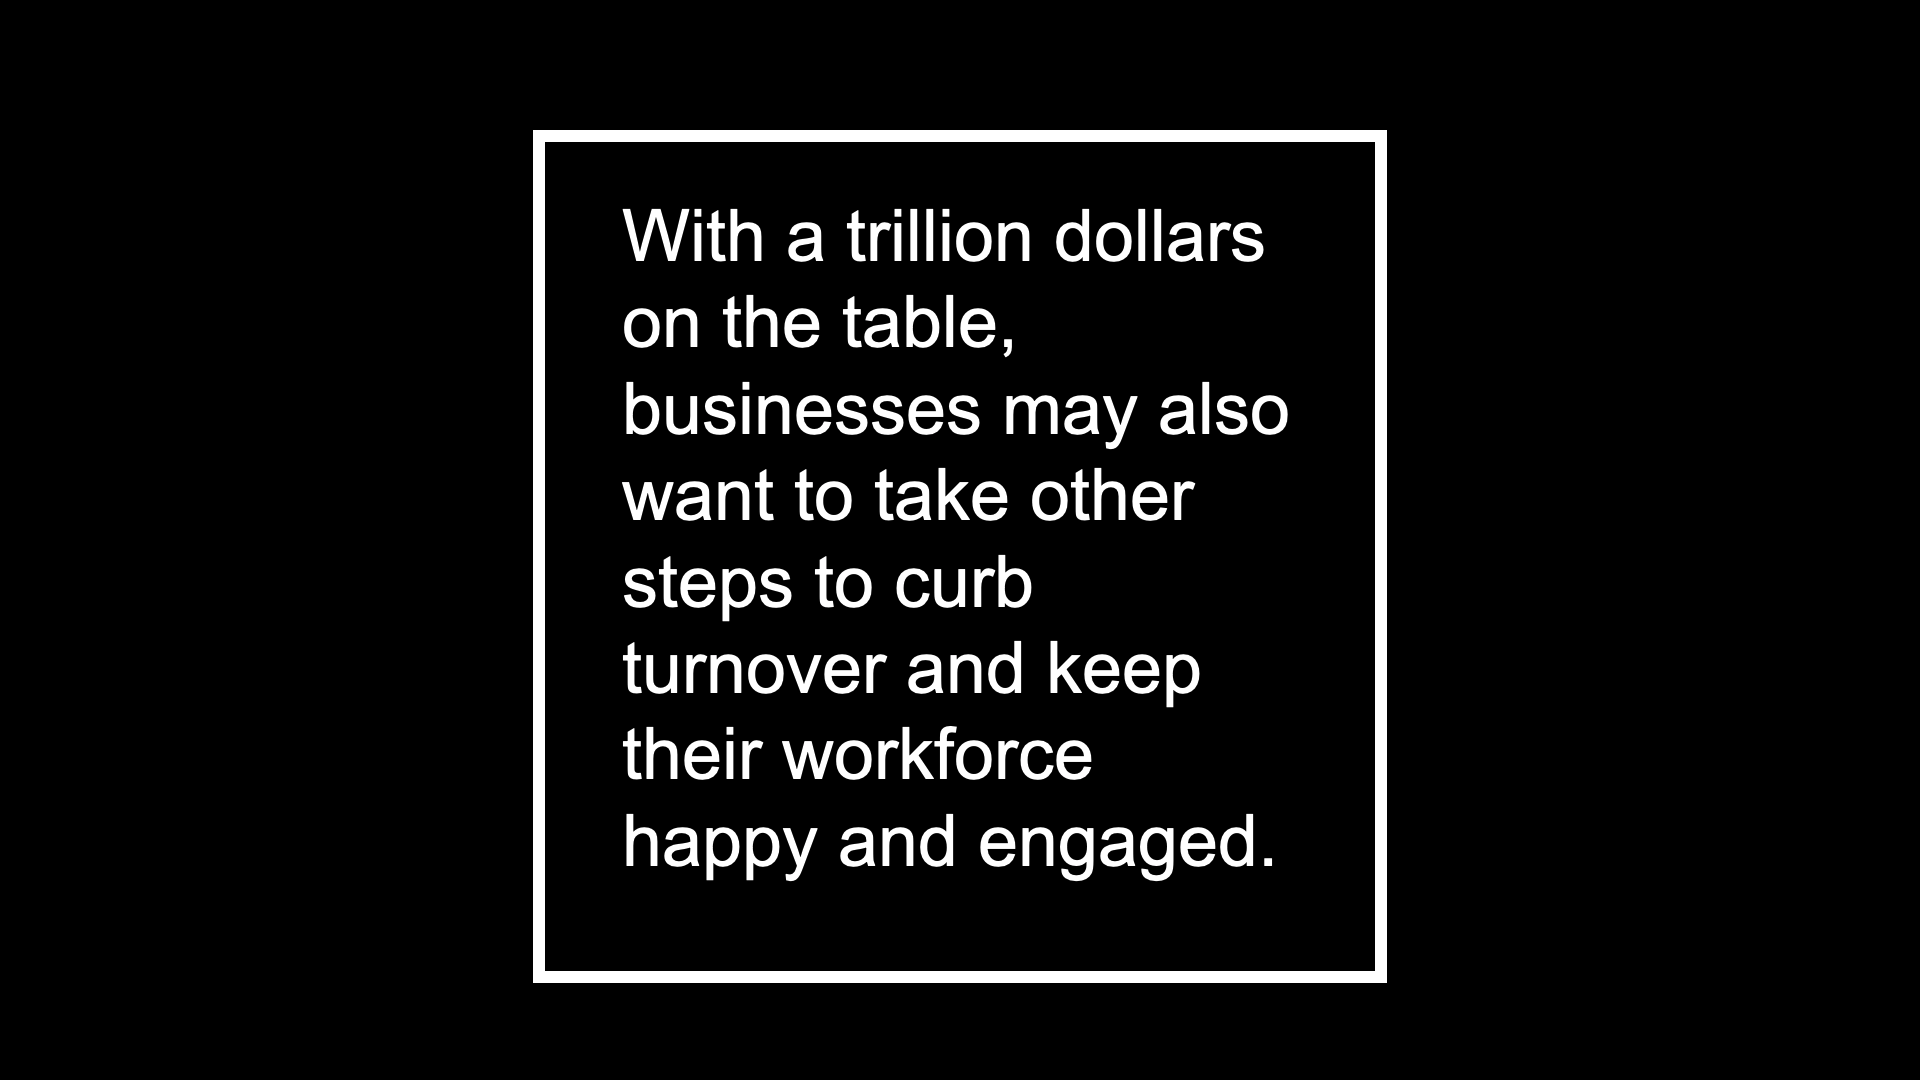 With a trillion dollars
on the table,
businesses may also
want to take other
steps to curb
turnover and keep
their workforce
happy and engaged.